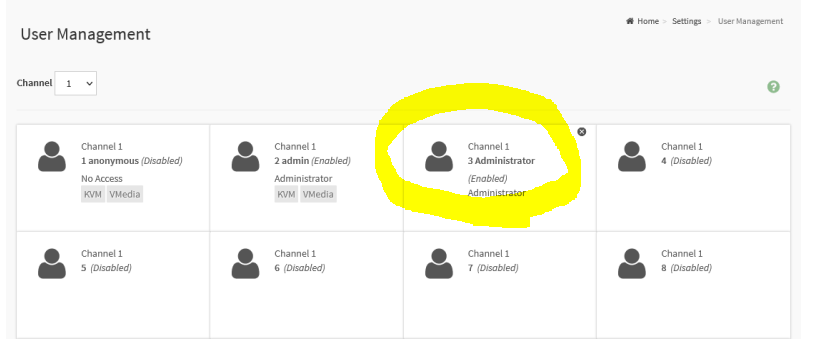 Home > Settings > User Management
User Management
Channel 1
Channel 1
1 anonymous (Disabled)
No Access
KVM VMedia
Channel 1
2 admin (Enabled)
Administrator
KVM VMedia
Channel 1
3 Administrator
(Enabled)
Administrator
Channel 1
4 (Disabled)
Channel 1
5 (Disabled)
Channel 1
6 (Disabled)
Channel 1
7 (Disabled)
Channel 1
8 (Disabled)